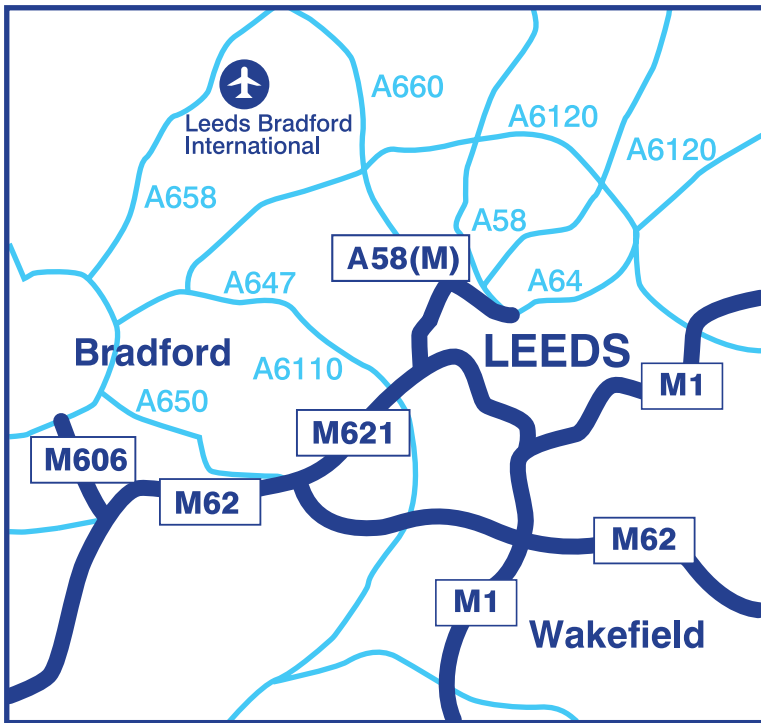 A660
Leeds Bradford
International
A6120
A6120
A658
A58
A58(M)
A647
A64
Bradford
LEEDS
A6110
M1
A650
M621
M606
M62
M62
M1
Wakefield